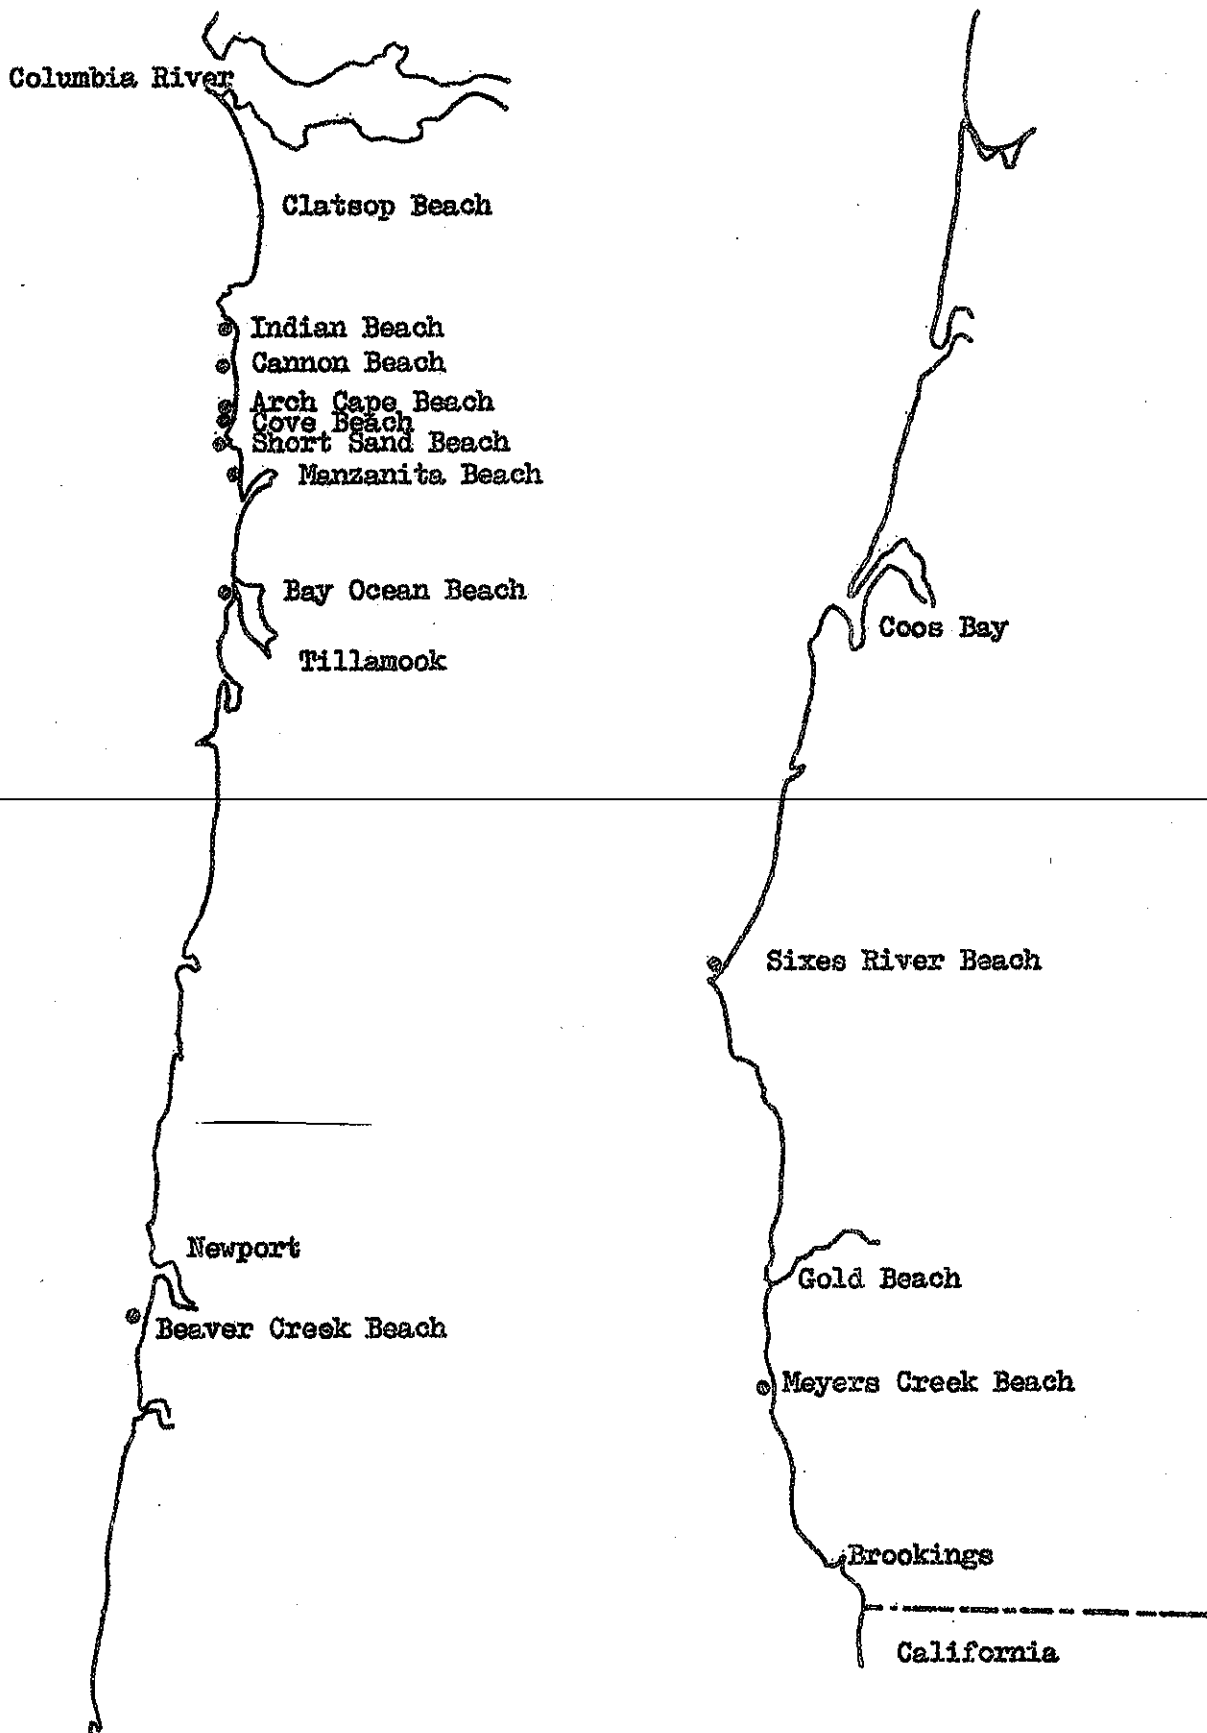 Columbia River
Clatsop Beach
Indian Beach
Cannon Beach
Arch Cape Beach
Cove Beach
Short Sand Beach
Manzanita Beach
Bay Ocean Beach
Tillamook
Newport
Beaver Creek Beach
Coos Bay
Sixes River Beach
Gold Beach
Meyers Creek Beach
Brookings
California